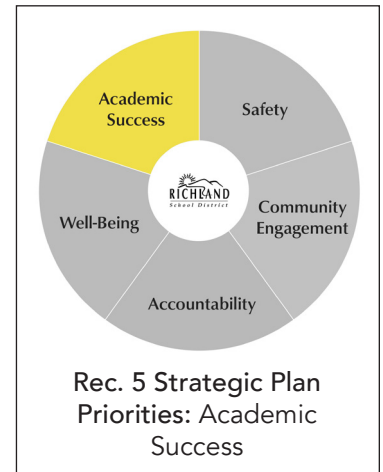 Academic
Success
Safety
RICHLAND
School District
Well-Being
Community
Engagement
Accountability
Rec. 5 Strategic Plan
Priorities: Academic
Success